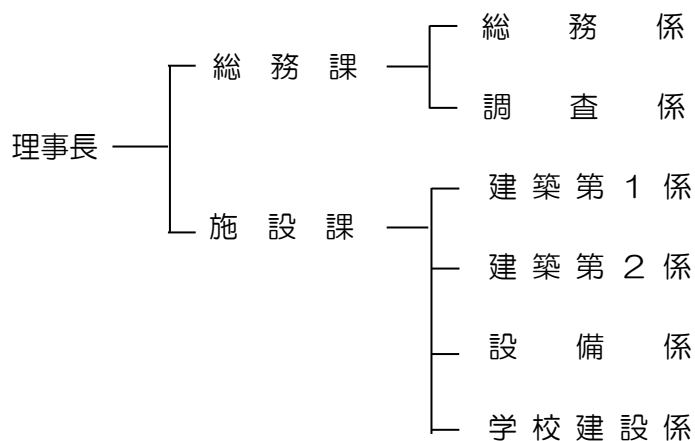 総務係
総務課
調査係
理事長
建築第１係
施設課
建築第２係
設備係
学校建設係